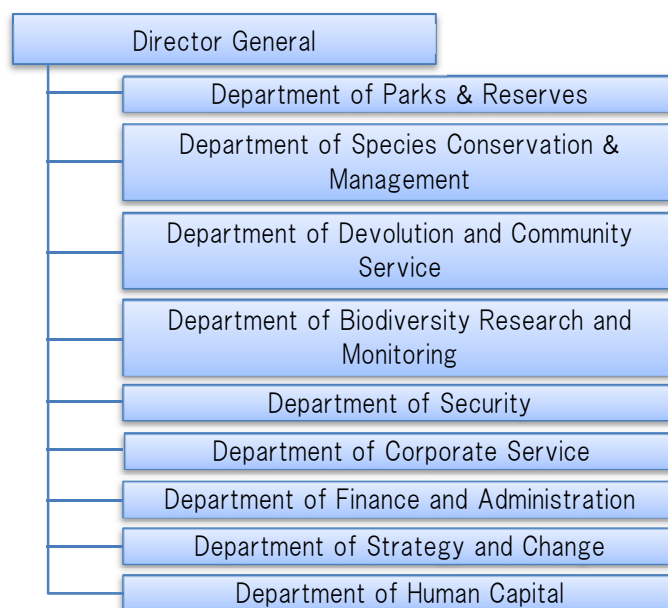 Director General
Department of Parks & Reserves
Department of Species Conservation &
Management
Department of Devolution and Community
Service
Department of Biodiversity Research and
Monitoring
Department of Security
Department of Corporate Service
Department of Finance and Administration
Department of Strategy and Change
Department of Human Capital